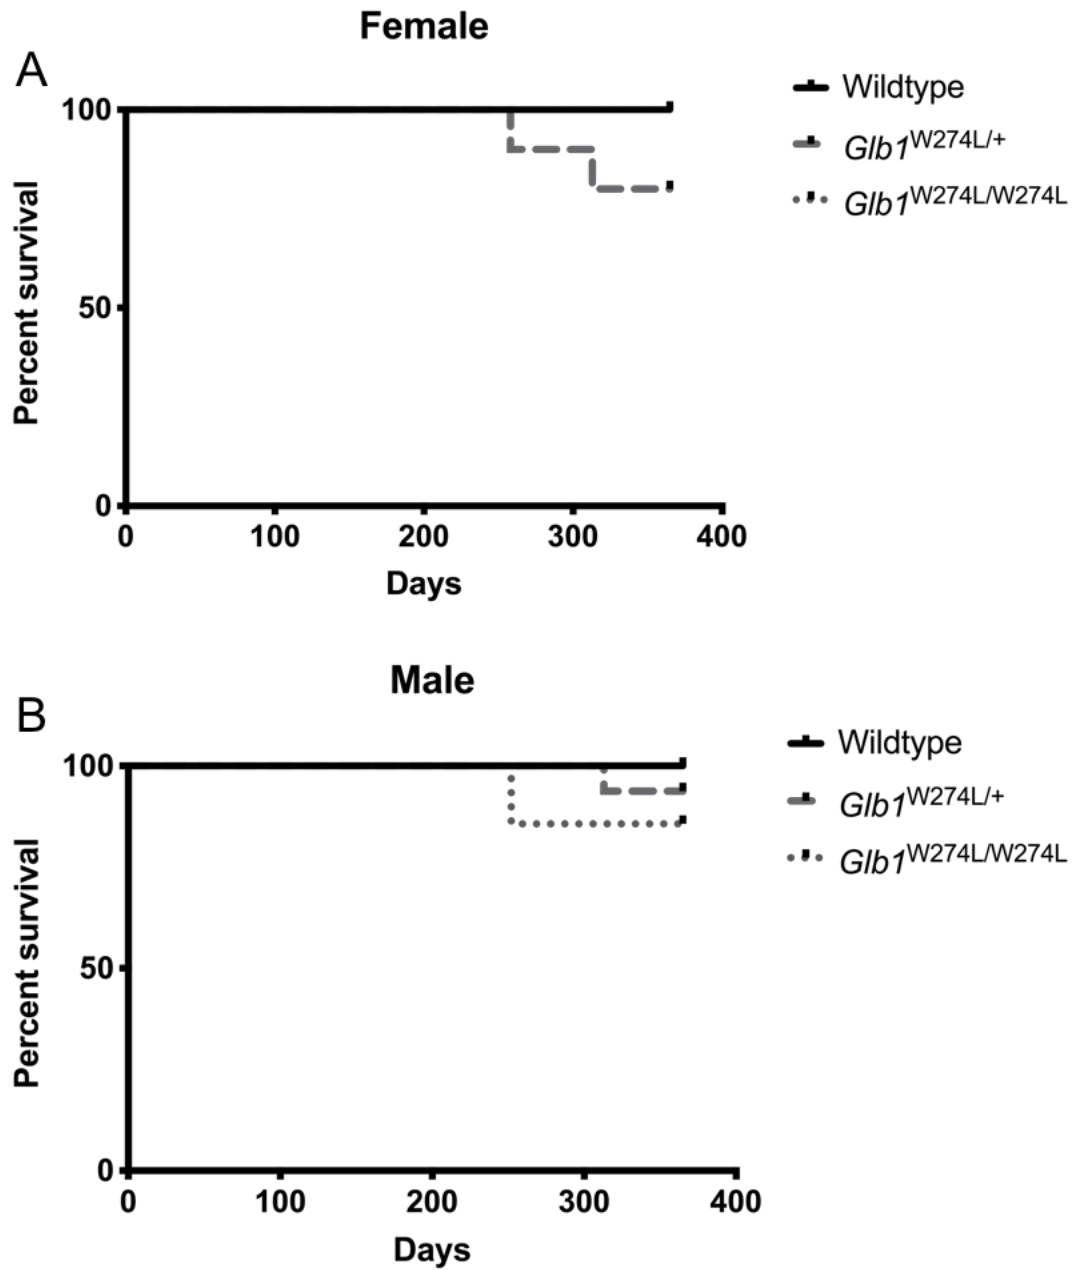 Female
A
Wildtype
Glb1W274L/+
Glb1W274L/W274L
Percent survival
100
50
0
0 100 200 300 400
Days
Male
B
Wildtype
Glb1W274L/+
Glb1W274L/W274L
Percent survival
100
50
0
0 100 200 300 400
Days